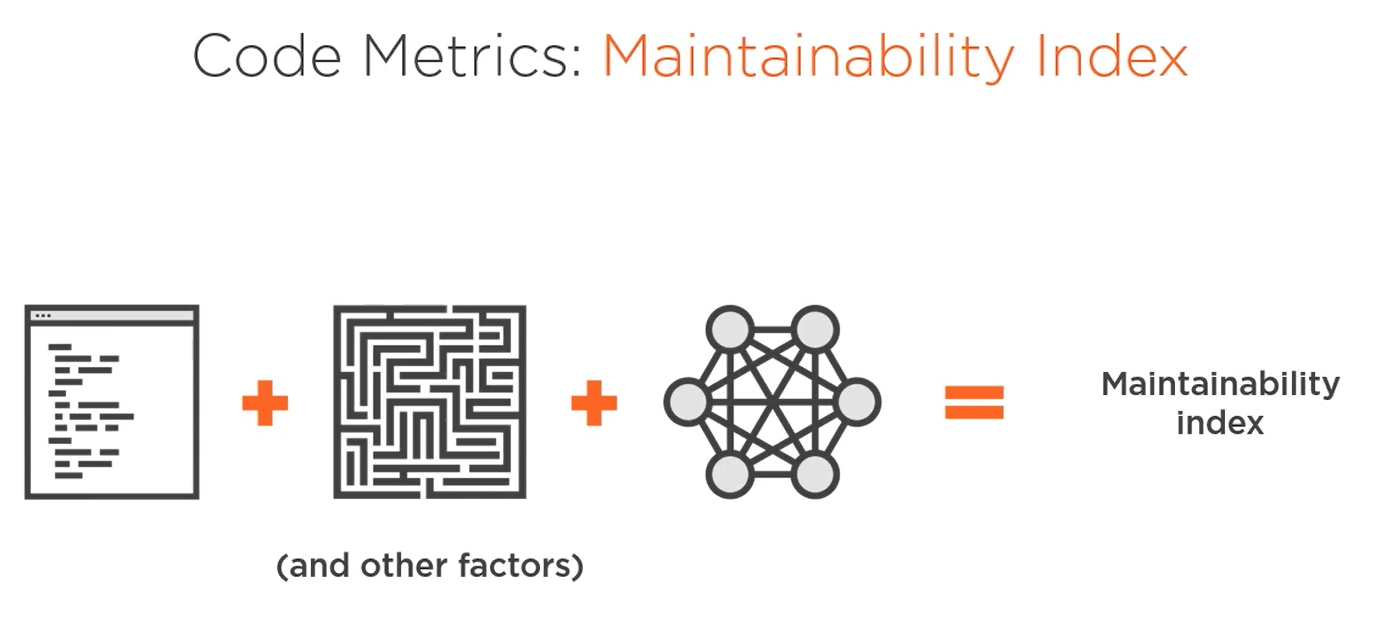 Code Metrics: Maintainability Index
Maintainability
index
(and other factors)